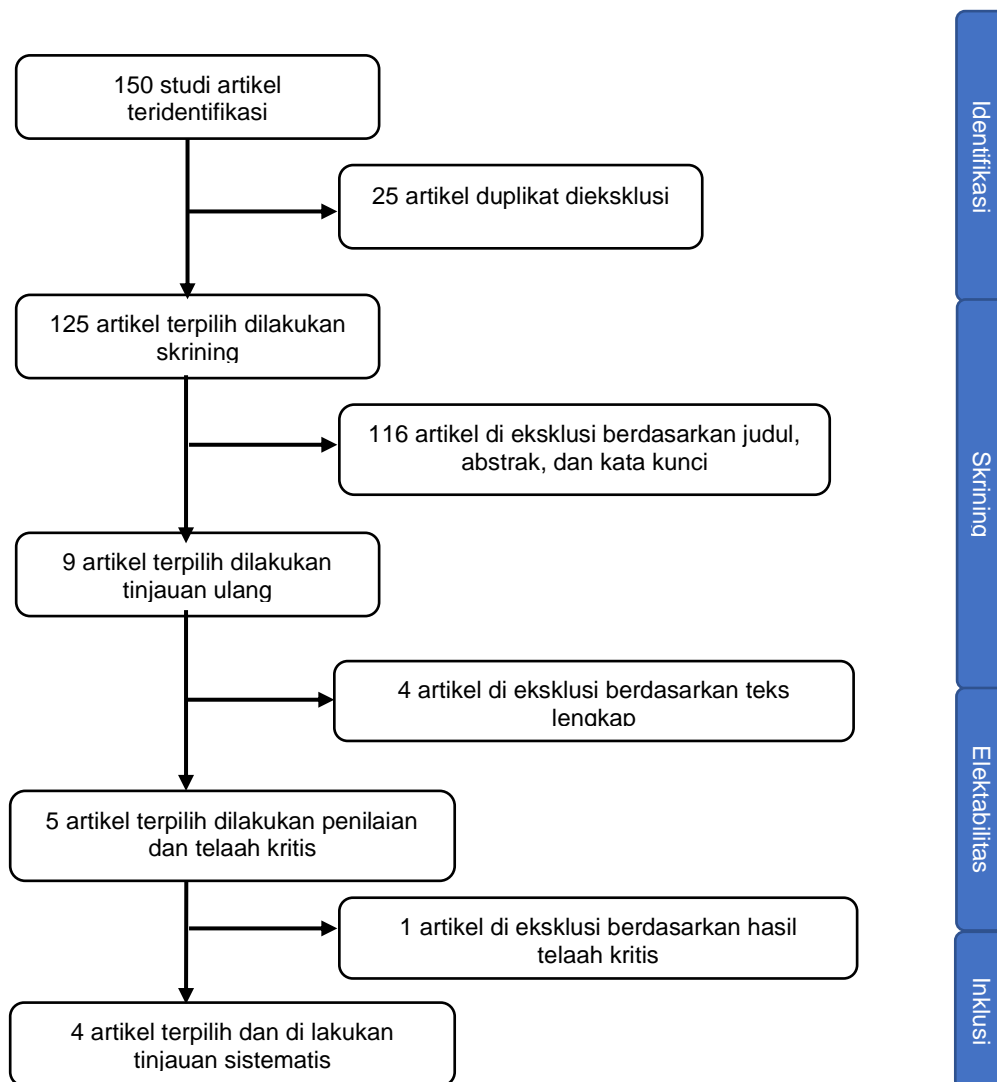 150 studi artikel
teridentifikasi
25 artikel duplikat dieksklusi
125 artikel terpilih dilakukan
skrining
116 artikel di eksklusi berdasarkan judul,
abstrak, dan kata kunci
9 artikel terpilih dilakukan
tinjauan ulang
4 artikel di eksklusi berdasarkan teks
lengkap
5 artikel terpilih dilakukan penilaian
dan telaah kritis
1 artikel di eksklusi berdasarkan hasil
telaah kritis
4 artikel terpilih dan di lakukan
tinjauan sistematis
Identifikasi
Skrining
Elektabilitas
Inklusi